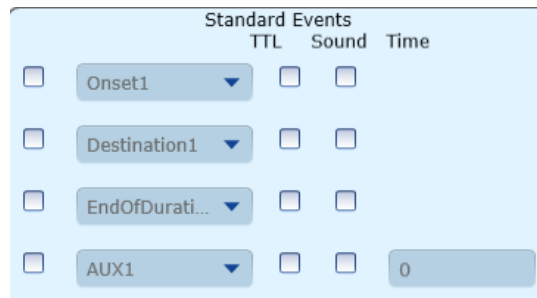 Standard Events
TTL Sound Time
Onset1
Destination1
EndOfDurati...
AUX1 0